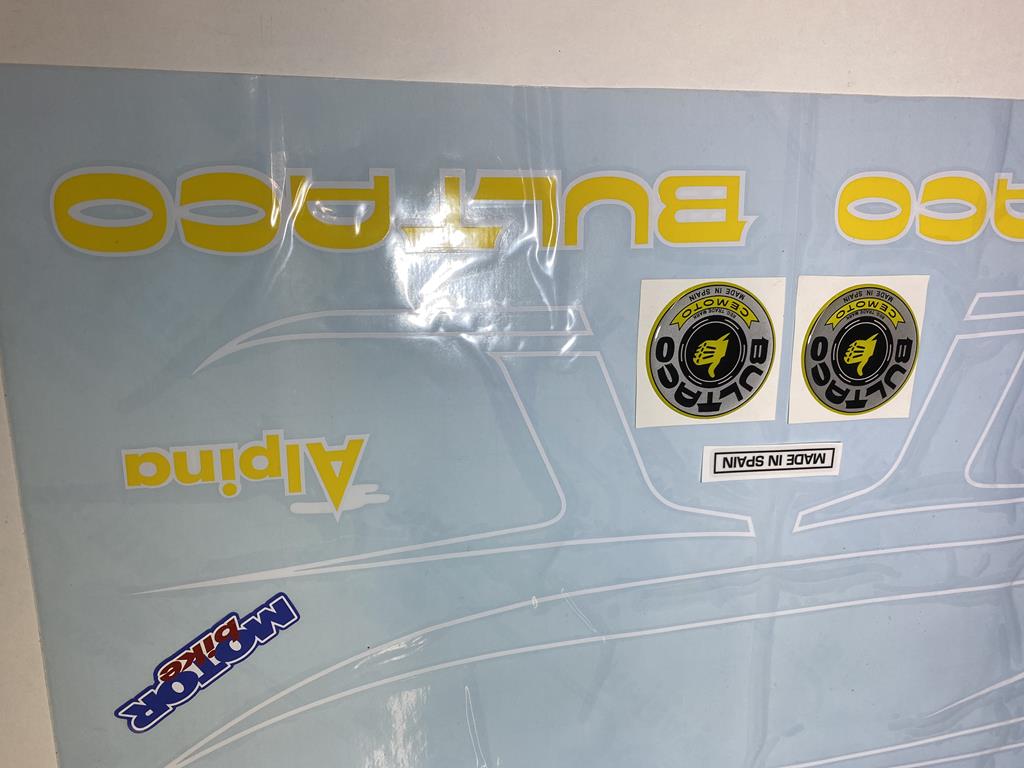 BULTACO
ACO
BULTACO
CEMOTO
REG. TRADE MARK
MADE IN SPAIN
BULTACO
CEMOTO
REG. TRADE MARK
MADE IN SPAIN
MADE IN SPAIN
Alpina
MOTOR
bike